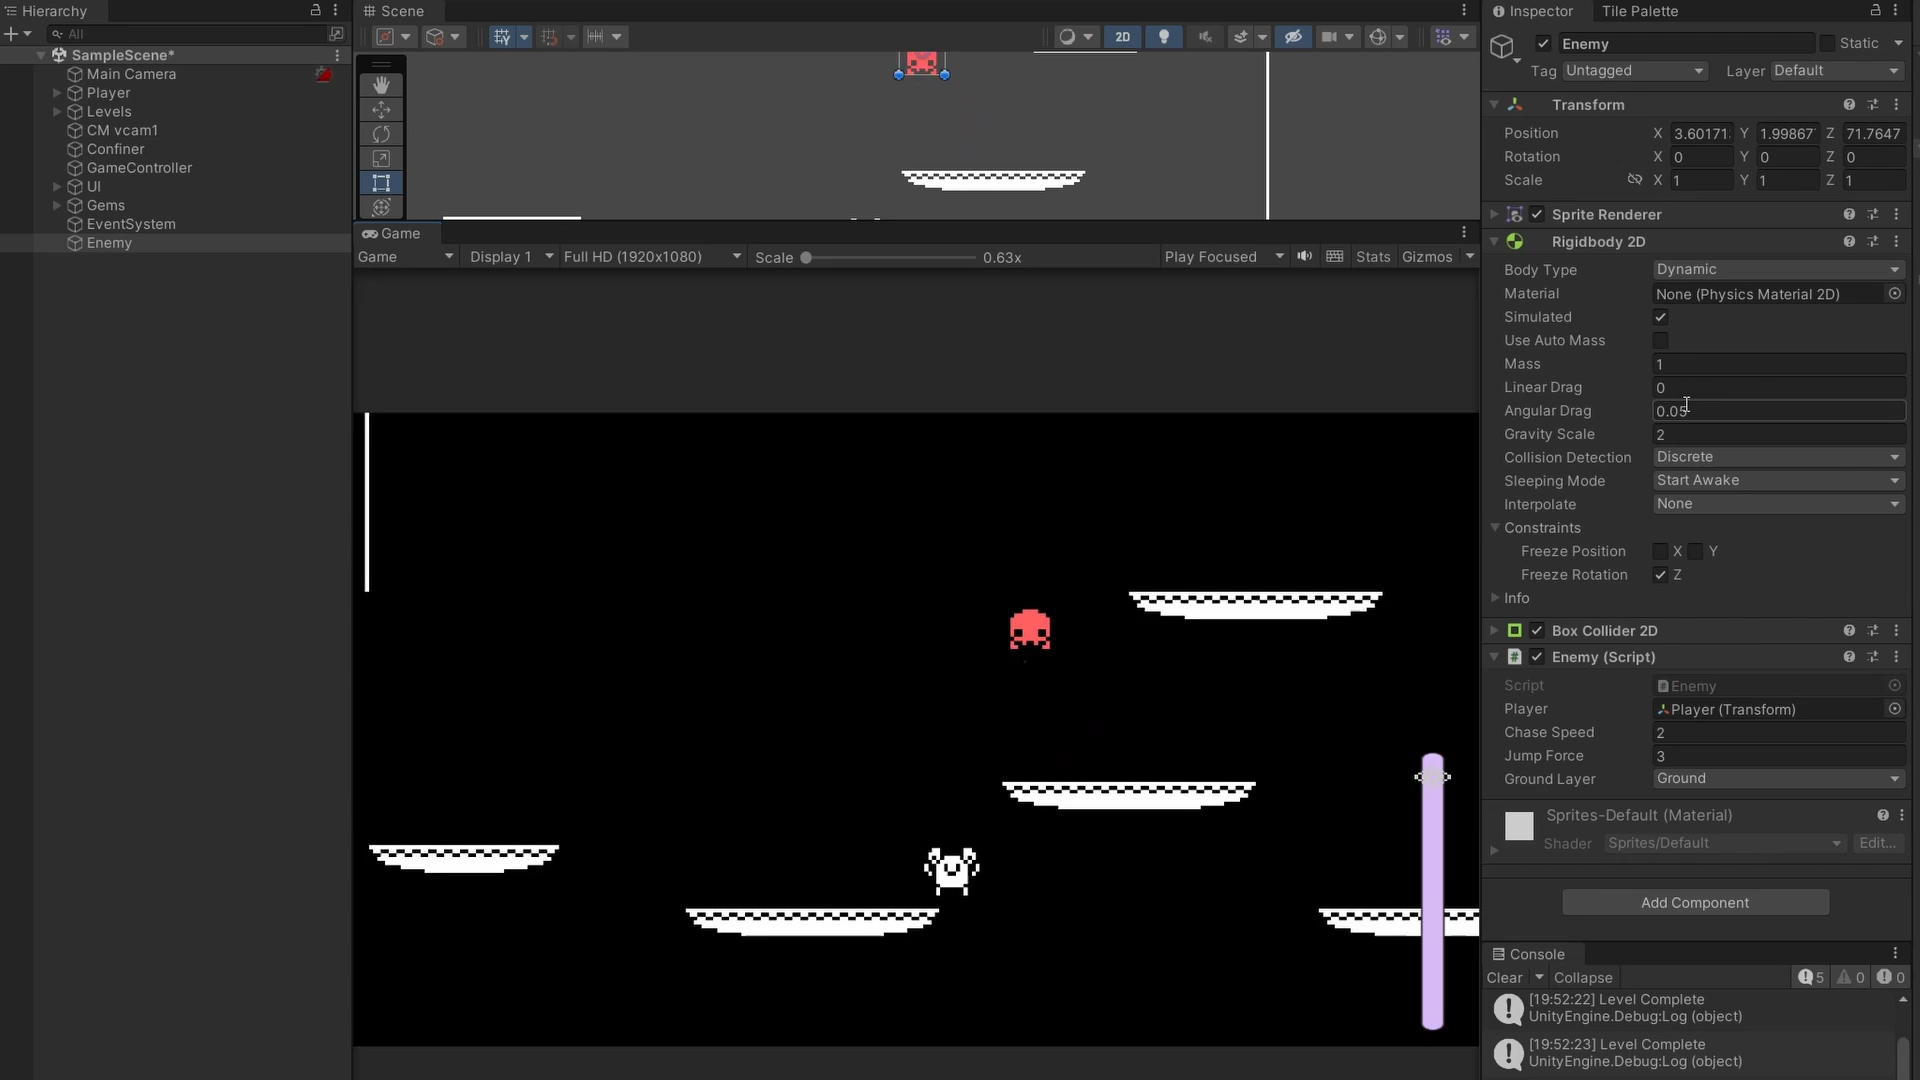 Hierarchy
All
SampleScene*
Main Camera
Player
Levels
CM vcam1
Confiner
GameController
UI
Gems
EventSystem
Enemy
Scene
2D
Game
Game
Display 1
Full HD (1920x1080)
Scale
0.63x
Play Focused
Stats
Gizmos
Inspector
Tile Palette
Enemy
Static
Tag
Untagged
Layer
Default
Transform
Position X 3.60171 Y 1.99867 Z 71.7647
Rotation X 0 Y 0 Z 0
Scale X 1 Y 1 Z 1
Sprite Renderer
Rigidbody 2D
Body Type Dynamic
Material None (Physics Material 2D)
Simulated
Use Auto Mass
Mass 1
Linear Drag 0
Angular Drag 0.05
Gravity Scale 2
Collision Detection Discrete
Sleeping Mode Start Awake
Interpolate None
Constraints
Freeze Position X Y
Freeze Rotation Z
Info
Box Collider 2D
Enemy (Script)
Script Enemy
Player Player (Transform)
Chase Speed 2
Jump Force 3
Ground Layer Ground
Sprites-Default (Material)
Shader Sprites/Default Edit...
Add Component
Console
Clear Collapse 5 0 0
[19:52:22] Level Complete
UnityEngine.Debug:Log (object)
[19:52:23] Level Complete
UnityEngine.Debug:Log (object)